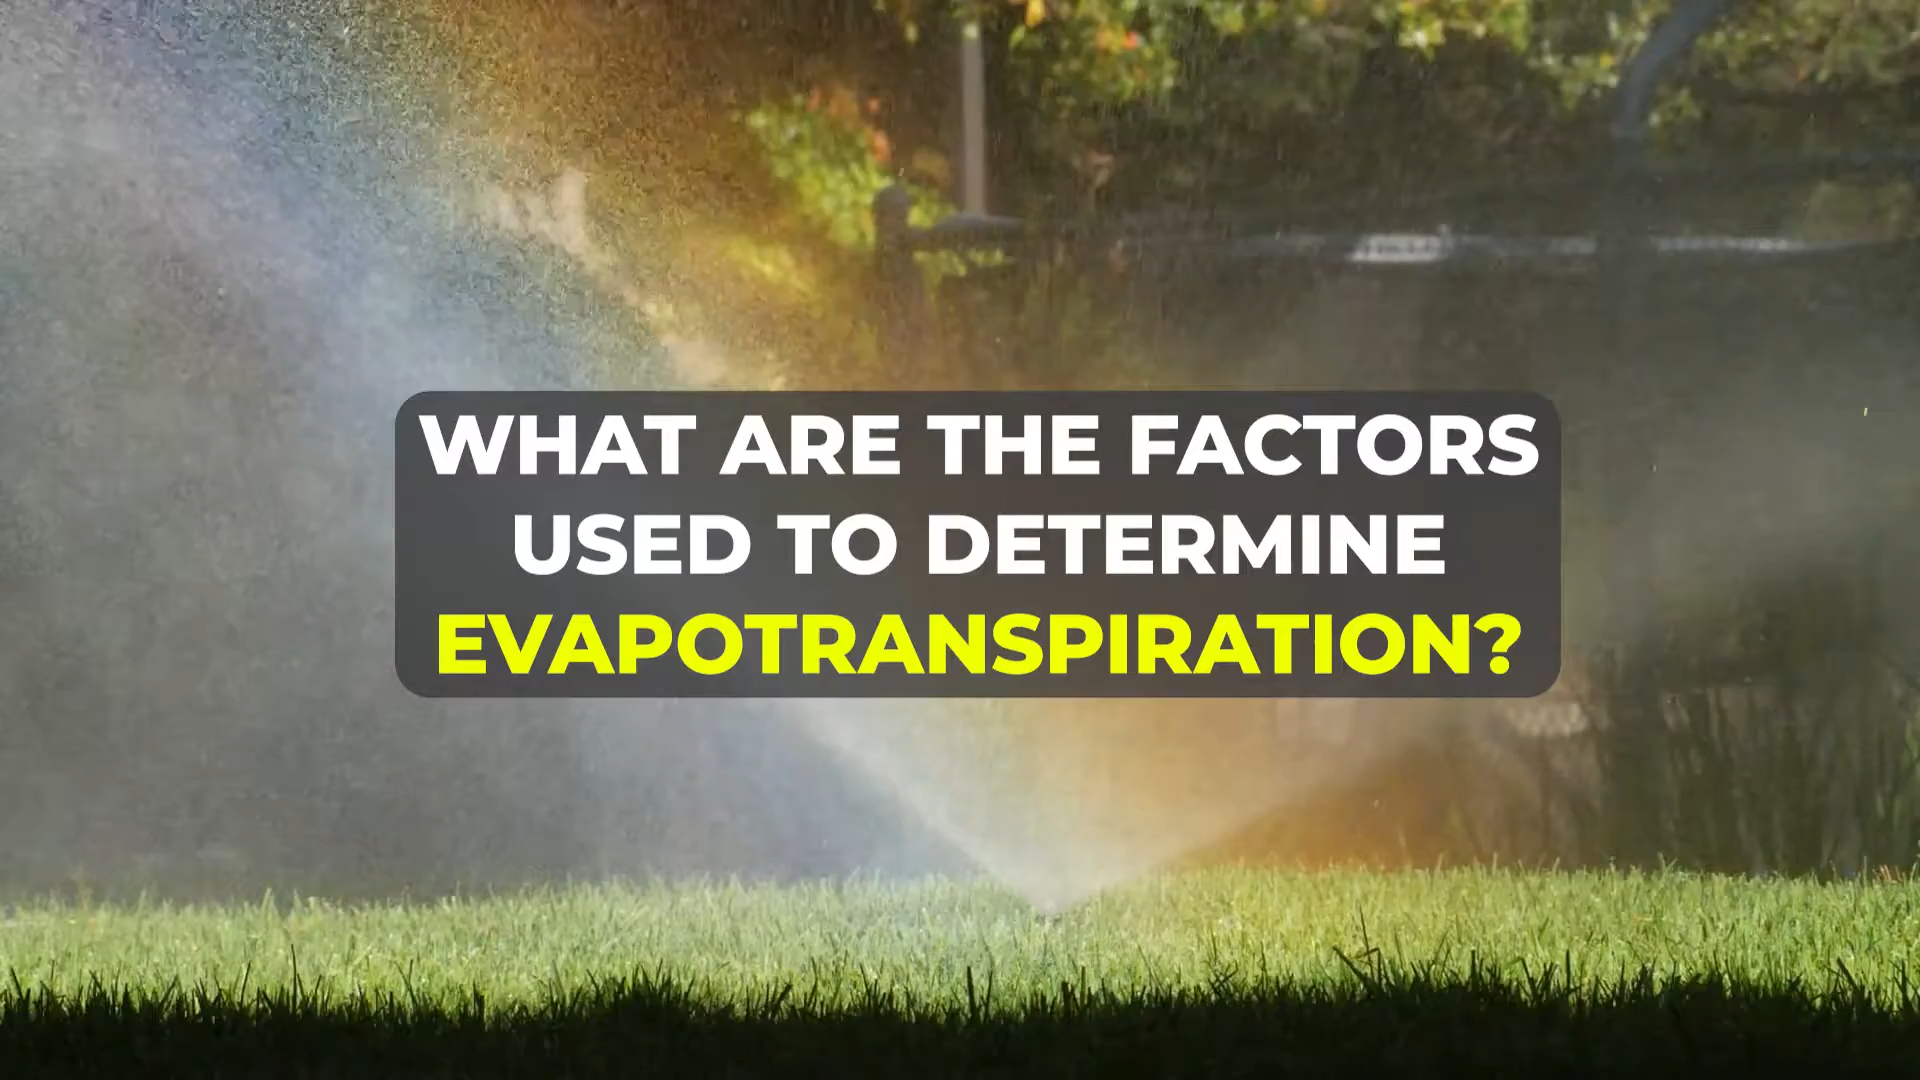 WHAT ARE THE FACTORS
USED TO DETERMINE
EVAPOTRANSPIRATION?